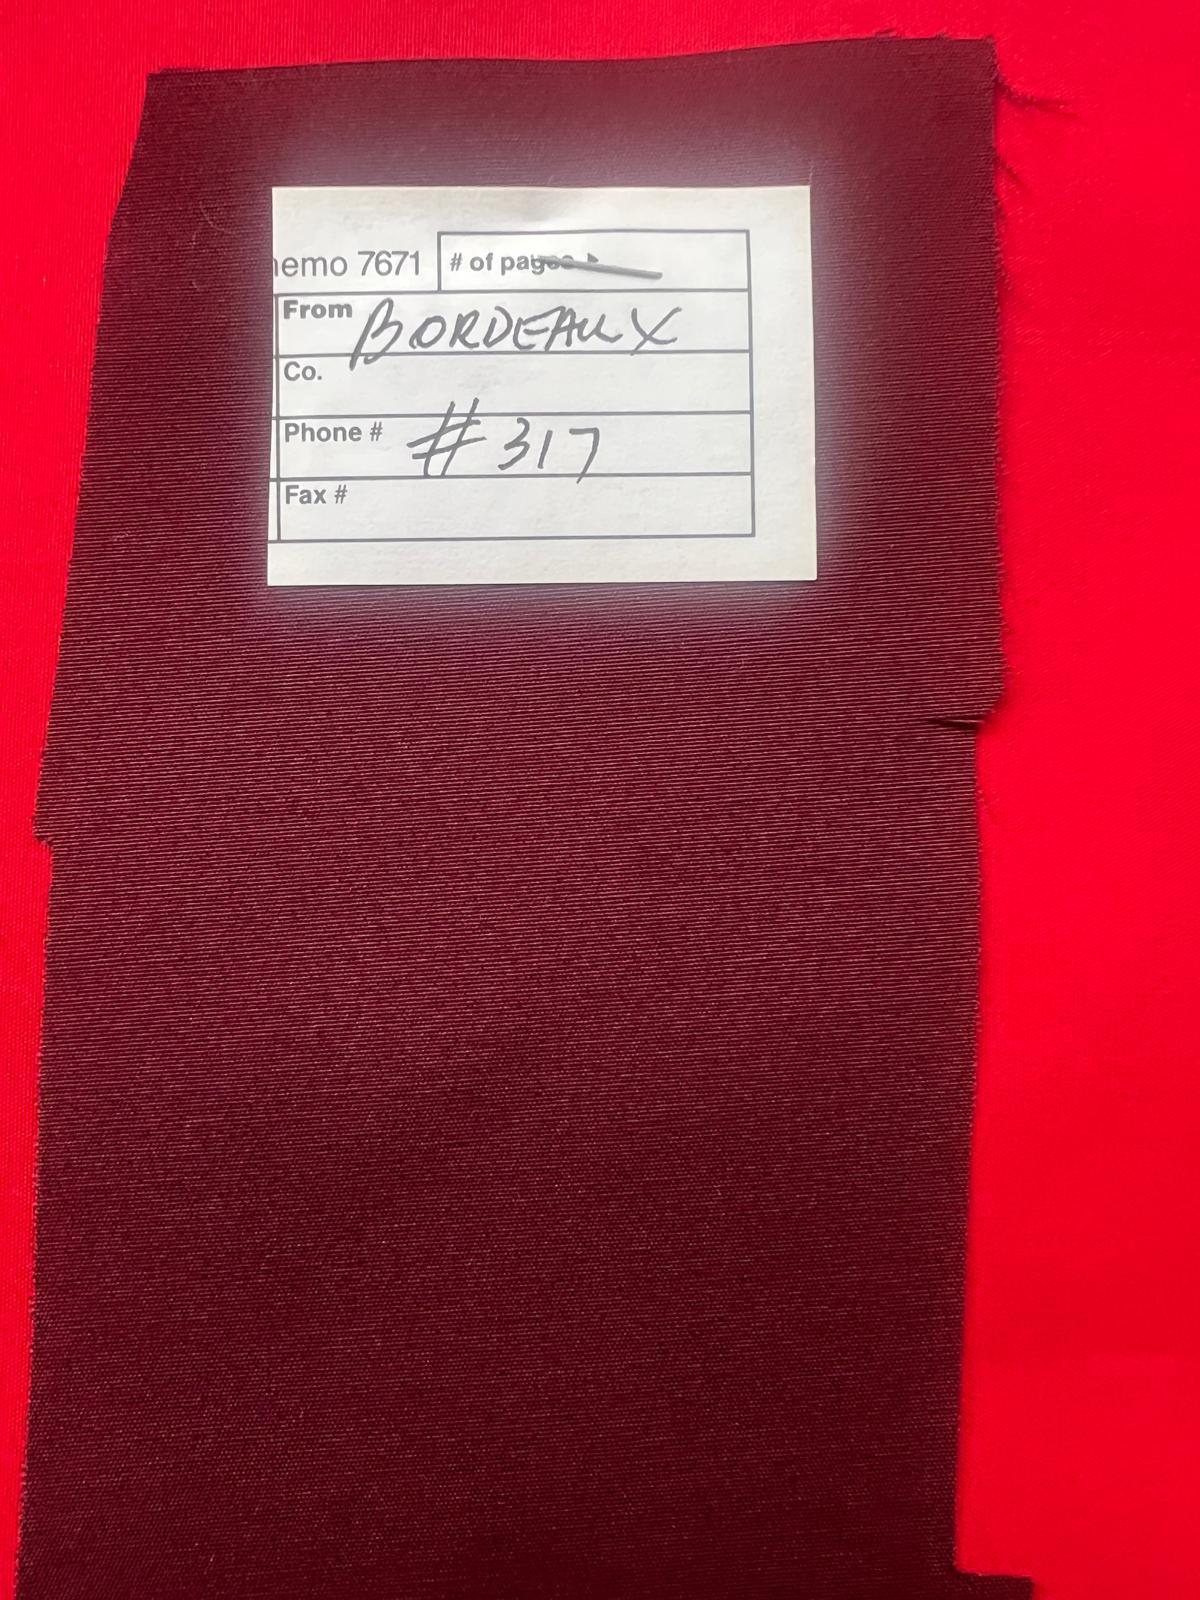 emo 7671 # of pages
From BORDEAUX
Co.
Phone # #317
Fax #